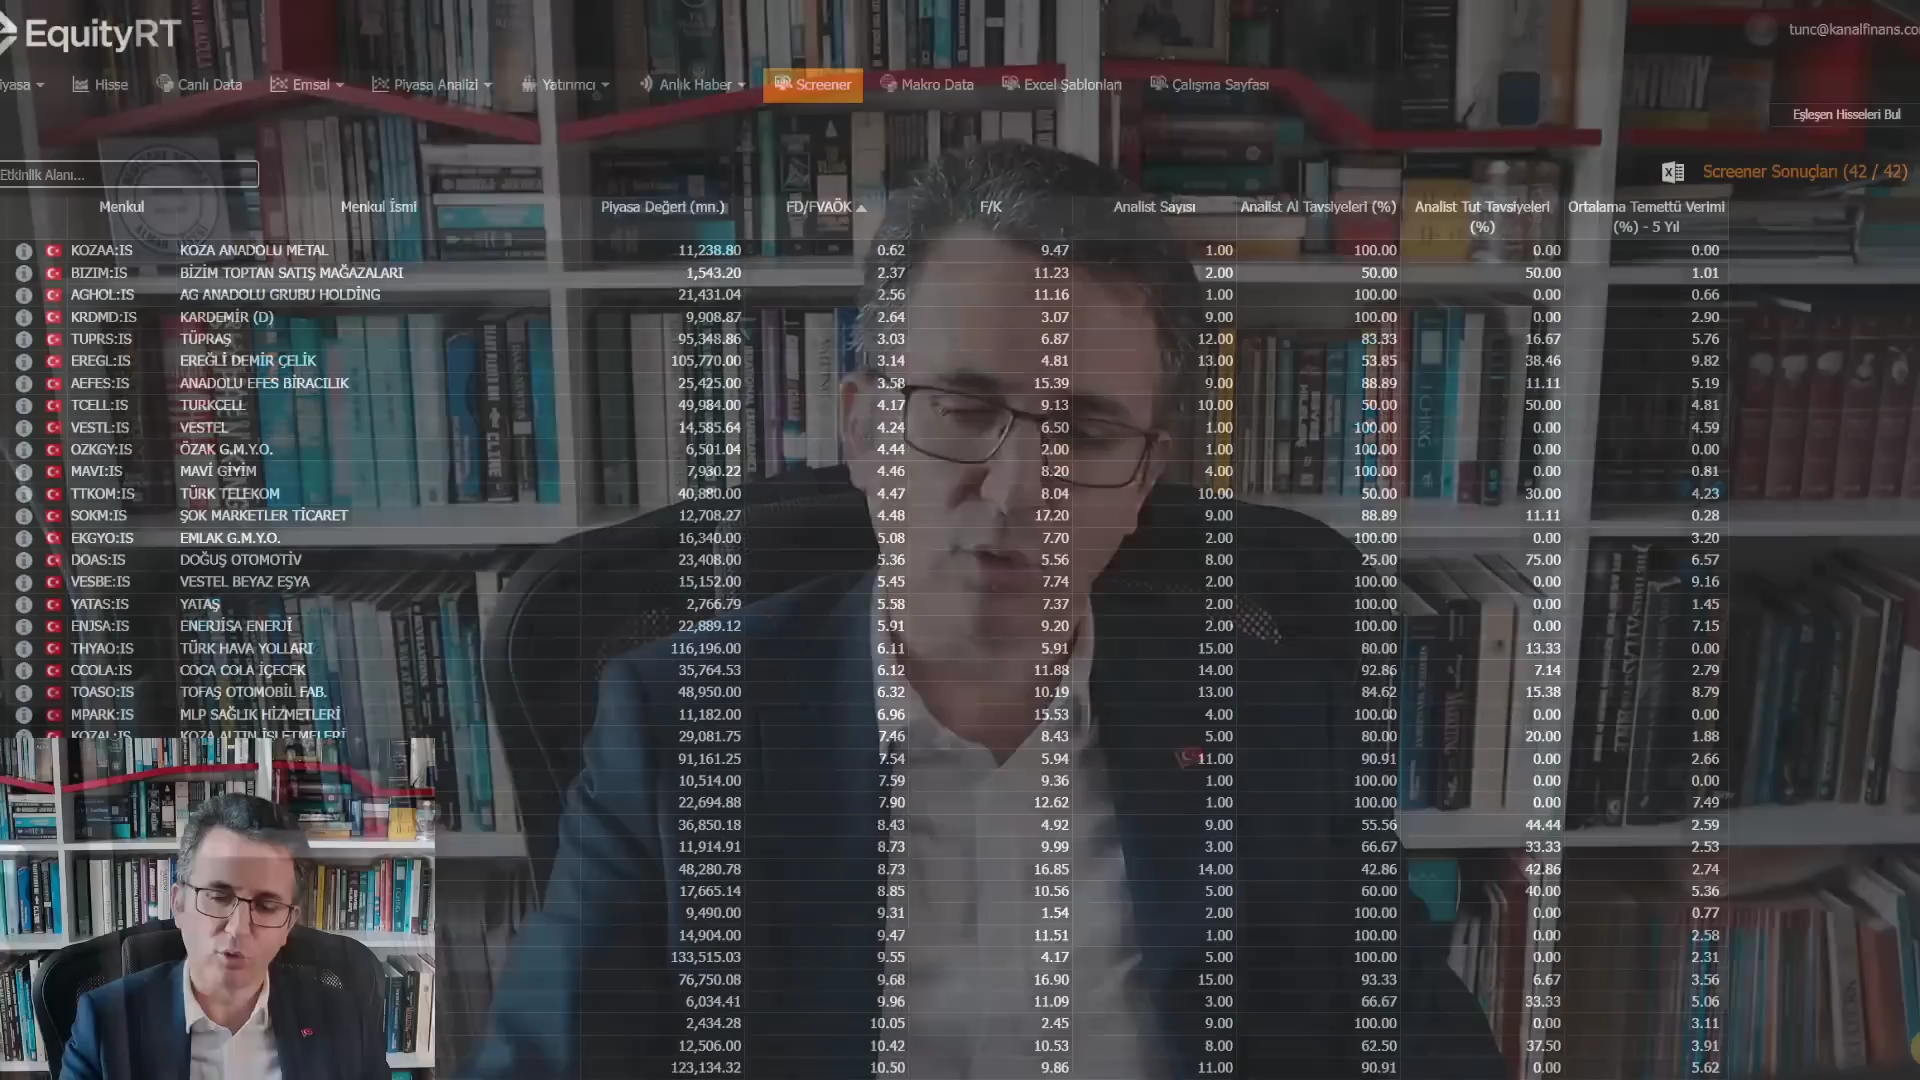 EquityRT
tunc@kanalfinans.co
iyasa Hisse Canlı Data Emsal Piyasa Analizi Yatırımcı Anlık Haber Screener Makro Data Excel Şablonları Çalışma Sayfası
Eşleşen Hisseleri Bul
Etkinlik Alanı...
Screener Sonuçları (42 / 42)
Menkul Menkul İsmi Piyasa Değeri (mn.) FD/FVAÖK F/K Analist Sayısı Analist Al Tavsiyeleri (%) Analist Tut Tavsiyeleri (%) Ortalama Temettü Verimi (%) - 5 Yıl
KOZAA:IS KOZA ANADOLU METAL 11,238.80 0.62 9.47 1.00 100.00 0.00 0.00
BIZIM:IS BİZİM TOPTAN SATIŞ MAĞAZALARI 1,543.20 2.37 11.23 2.00 50.00 50.00 1.01
AGHOL:IS AG ANADOLU GRUBU HOLDİNG 21,431.04 2.56 11.16 1.00 100.00 0.00 0.66
KRDMD:IS KARDEMİR (D) 9,908.87 2.64 3.07 9.00 100.00 0.00 2.90
TUPRS:IS TÜPRAŞ 95,348.86 3.03 6.87 12.00 83.33 16.67 5.76
EREGL:IS EREĞLİ DEMİR ÇELİK 105,770.00 3.14 4.81 13.00 53.85 38.46 9.82
AEFES:IS ANADOLU EFES BİRACILIK 25,425.00 3.58 15.39 9.00 88.89 11.11 5.19
TCELL:IS TURKCELL 49,984.00 4.17 9.13 10.00 50.00 50.00 4.81
VESTL:IS VESTEL 14,585.64 4.24 6.50 1.00 100.00 0.00 4.59
OZKGY:IS ÖZAK G.M.Y.O. 6,501.04 4.44 2.00 1.00 100.00 0.00 0.00
MAVI:IS MAVİ GİYİM 7,930.22 4.46 8.20 4.00 100.00 0.00 0.81
TTKOM:IS TÜRK TELEKOM 40,880.00 4.47 8.04 10.00 50.00 30.00 4.23
SOKM:IS ŞOK MARKETLER TİCARET 12,708.27 4.48 17.20 9.00 88.89 11.11 0.28
EKGYO:IS EMLAK G.M.Y.O. 16,340.00 5.08 7.70 2.00 100.00 0.00 3.20
DOAS:IS DOĞUŞ OTOMOTİV 23,408.00 5.36 5.56 8.00 25.00 75.00 6.57
VESBE:IS VESTEL BEYAZ EŞYA 15,152.00 5.45 7.74 2.00 100.00 0.00 9.16
YATAS:IS YATAŞ 2,766.79 5.58 7.37 2.00 100.00 0.00 1.45
ENJSA:IS ENERJİSA ENERJİ 22,889.12 5.91 9.20 2.00 100.00 0.00 7.15
THYAO:IS TÜRK HAVA YOLLARI 116,196.00 6.11 5.91 15.00 80.00 13.33 0.00
CCOLA:IS COCA COLA İÇECEK 35,764.53 6.12 11.88 14.00 92.86 7.14 2.79
TOASO:IS TOFAŞ OTOMOBİL FAB. 48,950.00 6.32 10.19 13.00 84.62 15.38 8.79
MPARK:IS MLP SAĞLIK HİZMETLERİ 11,182.00 6.96 15.53 4.00 100.00 0.00 0.00
KOZAL:IS KOZA ALTIN İŞLETMELERİ 29,081.75 7.46 8.43 5.00 80.00 20.00 1.88
91,161.25 7.54 5.94 11.00 90.91 0.00 2.66
10,514.00 7.59 9.36 1.00 100.00 0.00 0.00
22,694.88 7.90 12.62 1.00 100.00 0.00 7.49
36,850.18 8.43 4.92 9.00 55.56 44.44 2.59
11,914.91 8.73 9.99 3.00 66.67 33.33 2.53
48,280.78 8.73 16.85 14.00 42.86 42.86 2.74
17,665.14 8.85 10.56 5.00 60.00 40.00 5.36
9,490.00 9.31 1.54 2.00 100.00 0.00 0.77
14,904.00 9.47 11.51 1.00 100.00 0.00 2.58
133,515.03 9.55 4.17 5.00 100.00 0.00 2.31
76,750.08 9.68 16.90 15.00 93.33 6.67 3.56
6,034.41 9.96 11.09 3.00 66.67 33.33 5.06
2,434.28 10.05 2.45 9.00 100.00 0.00 3.11
12,506.00 10.42 10.53 8.00 62.50 37.50 3.91
123,134.32 10.50 9.86 11.00 90.91 0.00 5.62